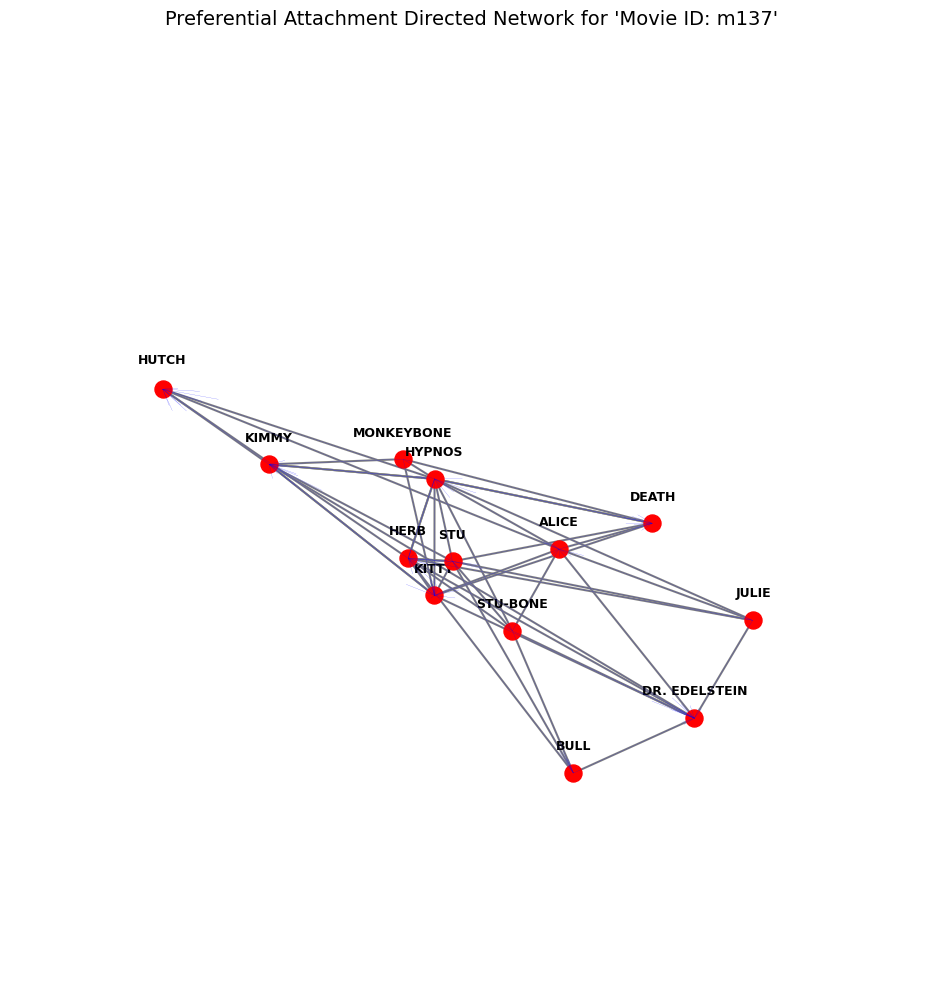 Preferential Attachment Directed Network for 'Movie ID: m137'
HUTCH
KIMMY
MONKEYBONE
HYPNOS
DEATH
ALICE
HERB
STU
KITTY
JULIE
STU-BONE
DR. EDELSTEIN
BULL